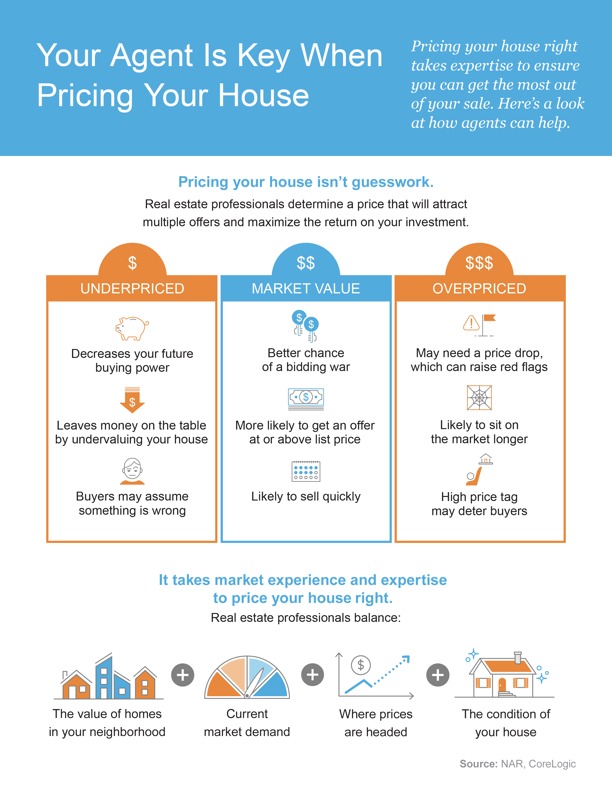 Your Agent Is Key When
Pricing Your House
Pricing your house right
takes expertise to ensure
you can get the most out
of your sale. Here’s a look
at how agents can help.
Pricing your house isn’t guesswork.
Real estate professionals determine a price that will attract
multiple offers and maximize the return on your investment.
$
UNDERPRICED
Decreases your future
buying power
$
Leaves money on the table
by undervaluing your house
Buyers may assume
something is wrong
$$
MARKET VALUE
$
$
Better chance
of a bidding war
$
More likely to get an offer
at or above list price
Likely to sell quickly
$$$
OVERPRICED
!
May need a price drop,
which can raise red flags
Likely to sit on
the market longer
High price tag
may deter buyers
It takes market experience and expertise
to price your house right.
Real estate professionals balance:
The value of homes
in your neighborhood
+
Current
market demand
+
$
Where prices
are headed
+
The condition of
your house
Source: NAR, CoreLogic